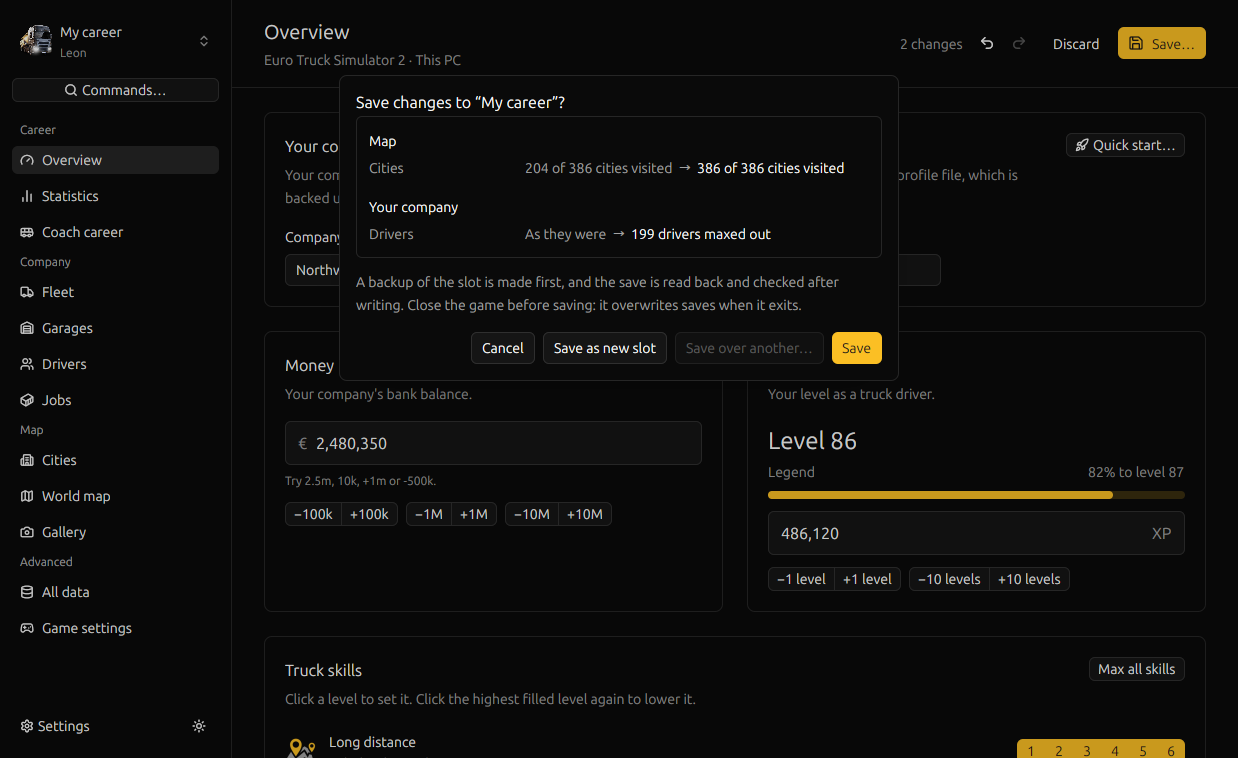 My career
Leon
Commands…
Career
Overview
Statistics
Coach career
Company
Fleet
Garages
Drivers
Jobs
Map
Cities
World map
Gallery
Advanced
All data
Game settings
Settings
Overview
Euro Truck Simulator 2 · This PC
2 changes
Discard
Save…
Save changes to “My career”?
Map
Cities 204 of 386 cities visited → 386 of 386 cities visited
Your company
Drivers As they were → 199 drivers maxed out
A backup of the slot is made first, and the save is read back and checked after
writing. Close the game before saving: it overwrites saves when it exits.
Cancel
Save as new slot
Save over another…
Save
Your co
Quick start…
Your com
profile file, which is
backed u
Company
Northw
Money
Your company's bank balance.
€ 2,480,350
Try 2.5m, 10k, +1m or -500k.
−100k +100k −1M +1M −10M +10M
Your level as a truck driver.
Level 86
Legend 82% to level 87
486,120 XP
−1 level +1 level −10 levels +10 levels
Truck skills
Max all skills
Click a level to set it. Click the highest filled level again to lower it.
Long distance
1 2 3 4 5 6